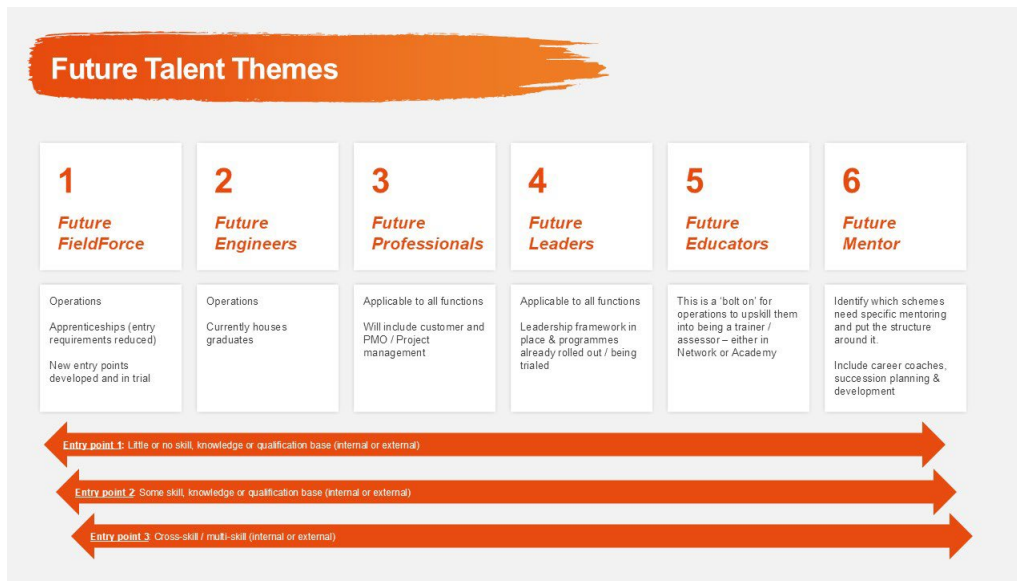 Future Talent Themes
1
Future
FieldForce
2
Future
Engineers
3
Future
Professionals
4
Future
Leaders
5
Future
Educators
6
Future
Mentor
Operations
Apprenticeships (entry
requirements reduced)
New entry points
developed and in trial
Operations
Currently houses
graduates
Applicable to all functions
Will include customer and
PMO / Project
management
Applicable to all functions
Leadership framework in
place & programmes
already rolled out / being
trialed
This is a ‘bolt on’ for
operations to upskill them
into being a trainer /
assessor – either in
Network or Academy
Identify which schemes
need specific mentoring
and put the structure
around it.
Include career coaches,
succession planning &
development
Entry point 1: Little or no skill, knowledge or qualification base (internal or external)
Entry point 2: Some skill, knowledge or qualification base (internal or external)
Entry point 3: Cross-skill / multi-skill (internal or external)